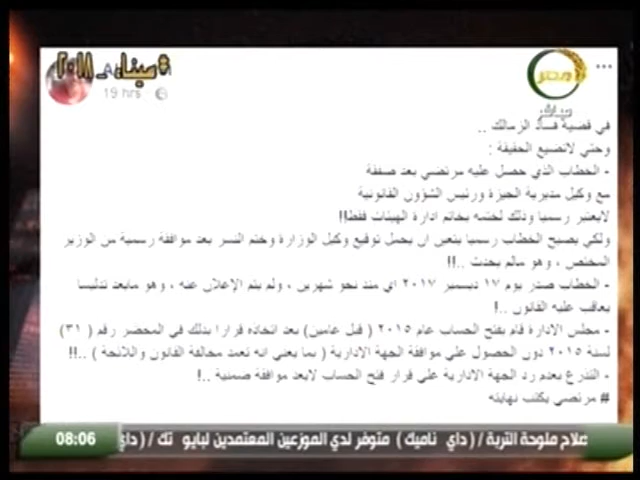 #سيناء_٢٠١٨
19 hrs
مصر
مباشر
في قضية فساد الزمالك ..
وحتي لاتضيع الحقيقة :
- الخطاب الذي حصل عليه مرتضي بعد صفقة
مع وكيل مديرية الجيزة ورئيس الشؤون القانونية
لايعتبر رسميا وذلك لختمه بخاتم ادارة الهيئات فقط!!
ولكي يصبح الخطاب رسميا يتعين ان يحمل توقيع وكيل الوزارة وختم النسر بعد موافقة رسمية من الوزير
المختص ، وهو مالم يحدث ..!!
- الخطاب صدر يوم ١٧ ديسمبر ٢٠١٧ اي منذ نحو شهرين ، ولم يتم الإعلان عنه ، وهو مايعد تدليسا
يعاقب عليه القانون ..!
- مجلس الادارة قام بفتح الحساب عام ٢٠١٥ ( قبل عامين) بعد اتخاذه قرارا بذلك في المحضر رقم ( ٣١)
لسنة ٢٠١٥ دون الحصول علي موافقة الجهة الادارية ( بما يعني انه تعمد مخالفة القانون واللائحة ) ..!!
- التذرع بعدم رد الجهة الادارية علي قرار فتح الحساب لايعد موافقة ضمنية ..!
# مرتضي يكتب نهايته
علاج ملوحة التربة / ( داي ناميك ) متوفر لدي الموزعين المعتمدين لبايو تك / ( داي
08:06